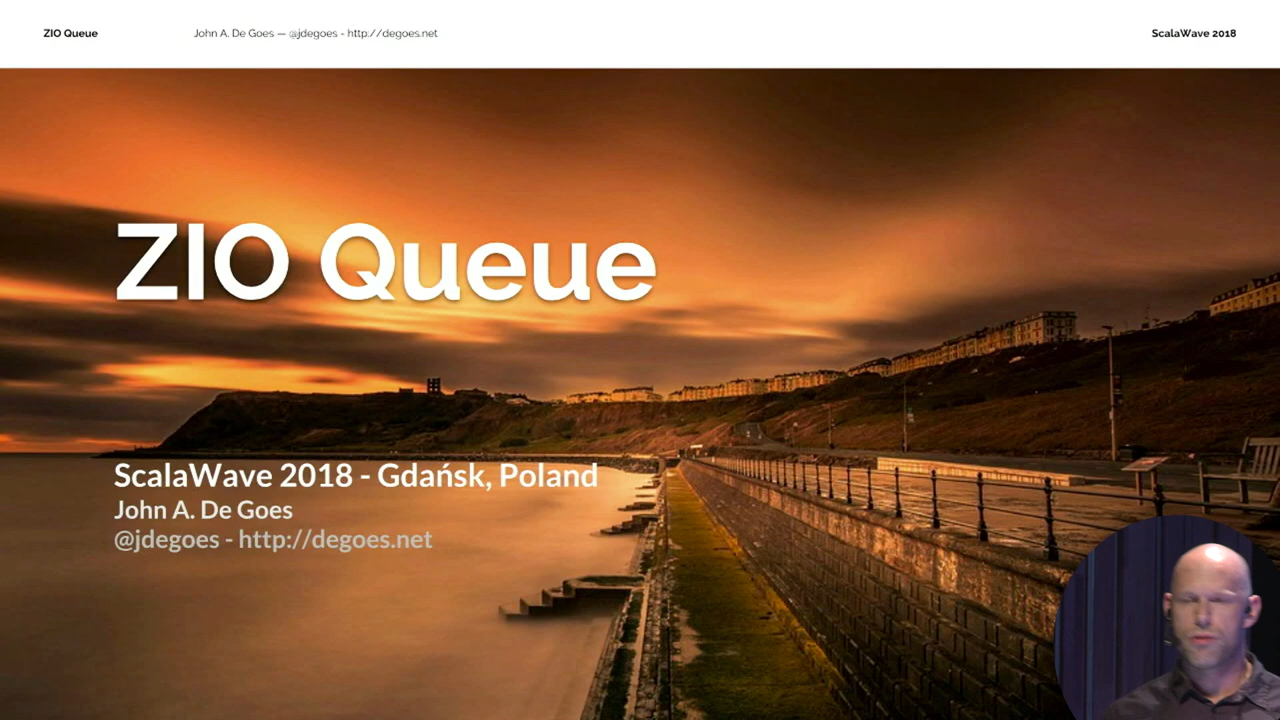 ZIO Queue
John A. De Goes — @jdegoes - http://degoes.net
ScalaWave 2018
ZIO Queue
ScalaWave 2018 - Gdańsk, Poland
John A. De Goes
@jdegoes - http://degoes.net